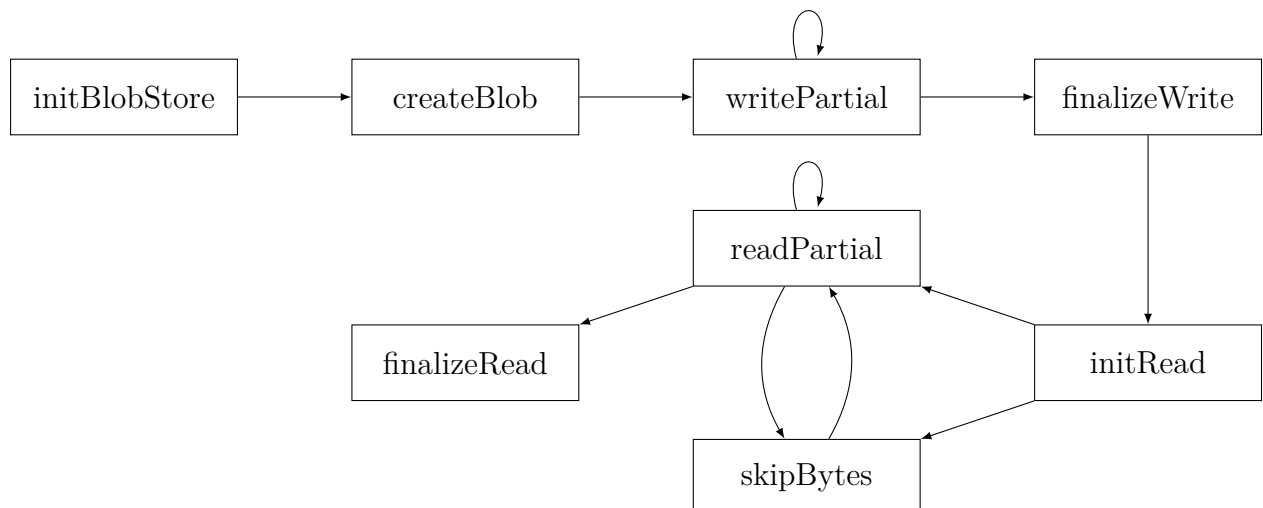 initBlobStore
createBlob
writePartial
finalizeWrite
readPartial
finalizeRead
initRead
skipBytes